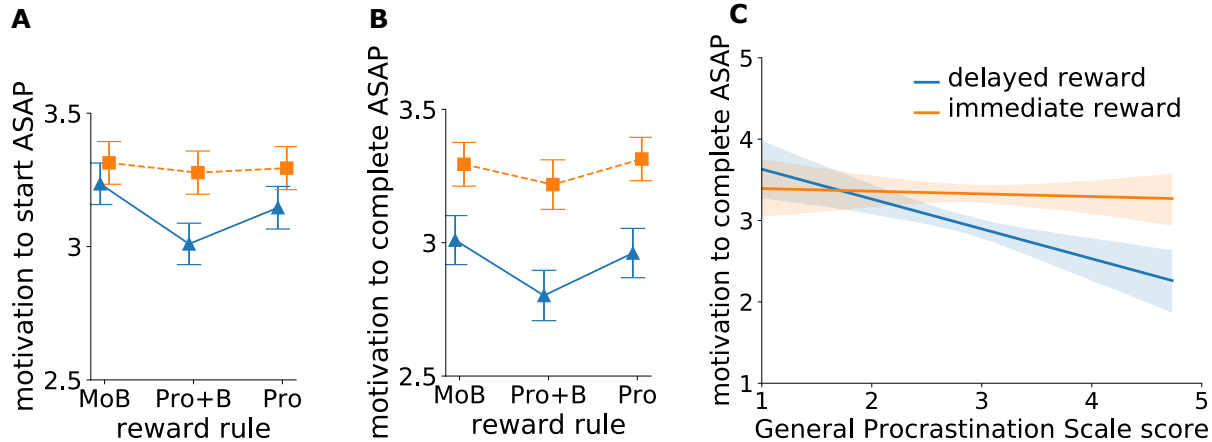 A
motivation to start ASAP
3.5
3
2.5
MoB Pro+B Pro
reward rule
B
motivation to complete ASAP
3.5
3
2.5
MoB Pro+B Pro
reward rule
C
motivation to complete ASAP
5
4
3
2
1
delayed reward
immediate reward
1 2 3 4 5
General Procrastination Scale score